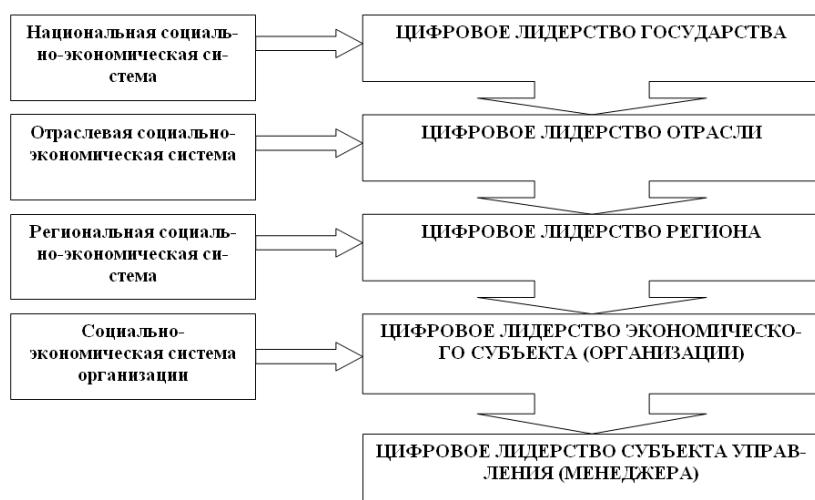 Национальная социаль-
но-экономическая си-
стема
ЦИФРОВОЕ ЛИДЕРСТВО ГОСУДАРСТВА
Отраслевая социально-
экономическая система
ЦИФРОВОЕ ЛИДЕРСТВО ОТРАСЛИ
Региональная социаль-
но-экономическая си-
стема
ЦИФРОВОЕ ЛИДЕРСТВО РЕГИОНА
Социально-
экономическая система
организации
ЦИФРОВОЕ ЛИДЕРСТВО ЭКОНОМИЧЕСКО-
ГО СУБЪЕКТА (ОРГАНИЗАЦИИ)
ЦИФРОВОЕ ЛИДЕРСТВО СУБЪЕКТА УПРАВ-
ЛЕНИЯ (МЕНЕДЖЕРА)